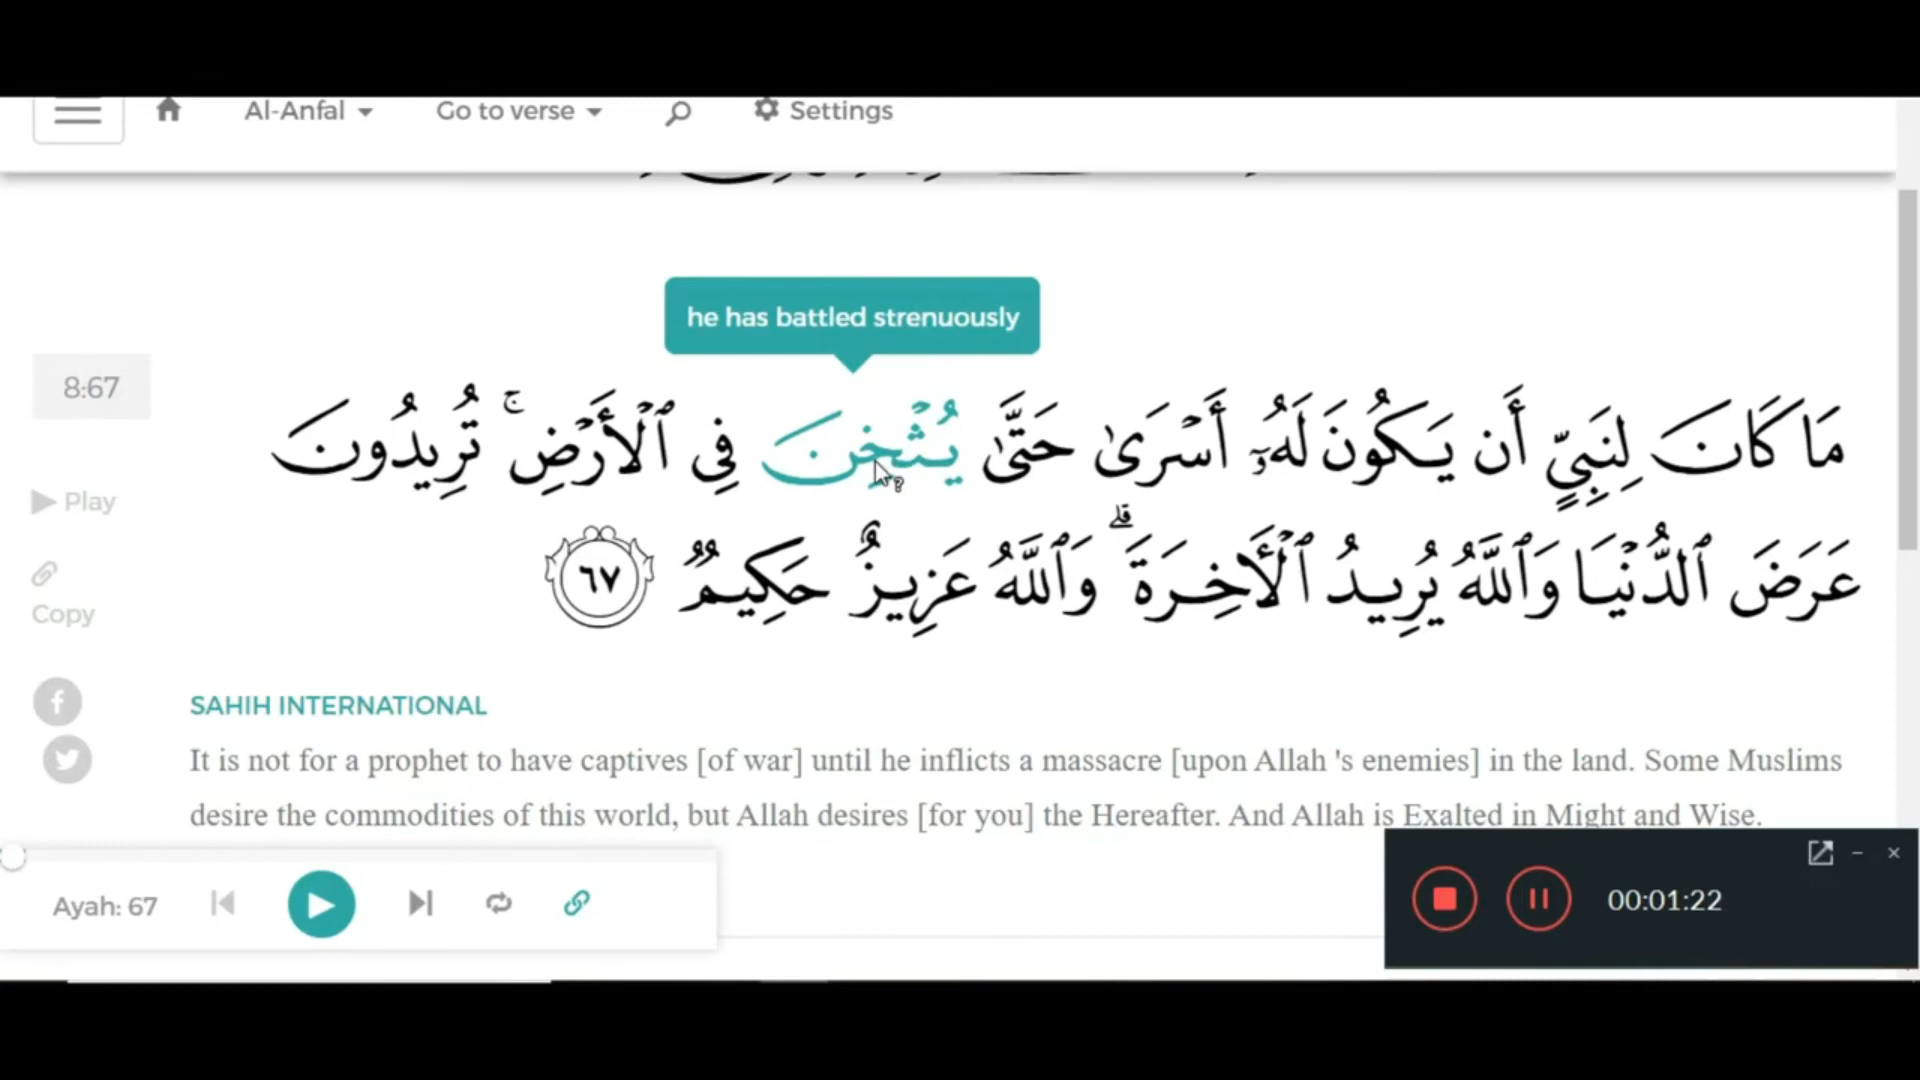 Al-Anfal
Go to verse
Settings
he has battled strenuously
8:67
مَا كَانَ لِنَبِيٍّ أَن يَكُونَ لَهُۥٓ أَسْرَىٰ حَتَّىٰ يُثْخِنَ فِى ٱلْأَرْضِ ۚ تُرِيدُونَ
عَرَضَ ٱلدُّنْيَا وَٱللَّهُ يُرِيدُ ٱلْـَٔاخِرَةَ ۗ وَٱللَّهُ عَزِيزٌ حَكِيمٌ ٦٧
Play
Copy
SAHIH INTERNATIONAL
It is not for a prophet to have captives [of war] until he inflicts a massacre [upon Allah 's enemies] in the land. Some Muslims
desire the commodities of this world, but Allah desires [for you] the Hereafter. And Allah is Exalted in Might and Wise.
Ayah: 67
00:01:22